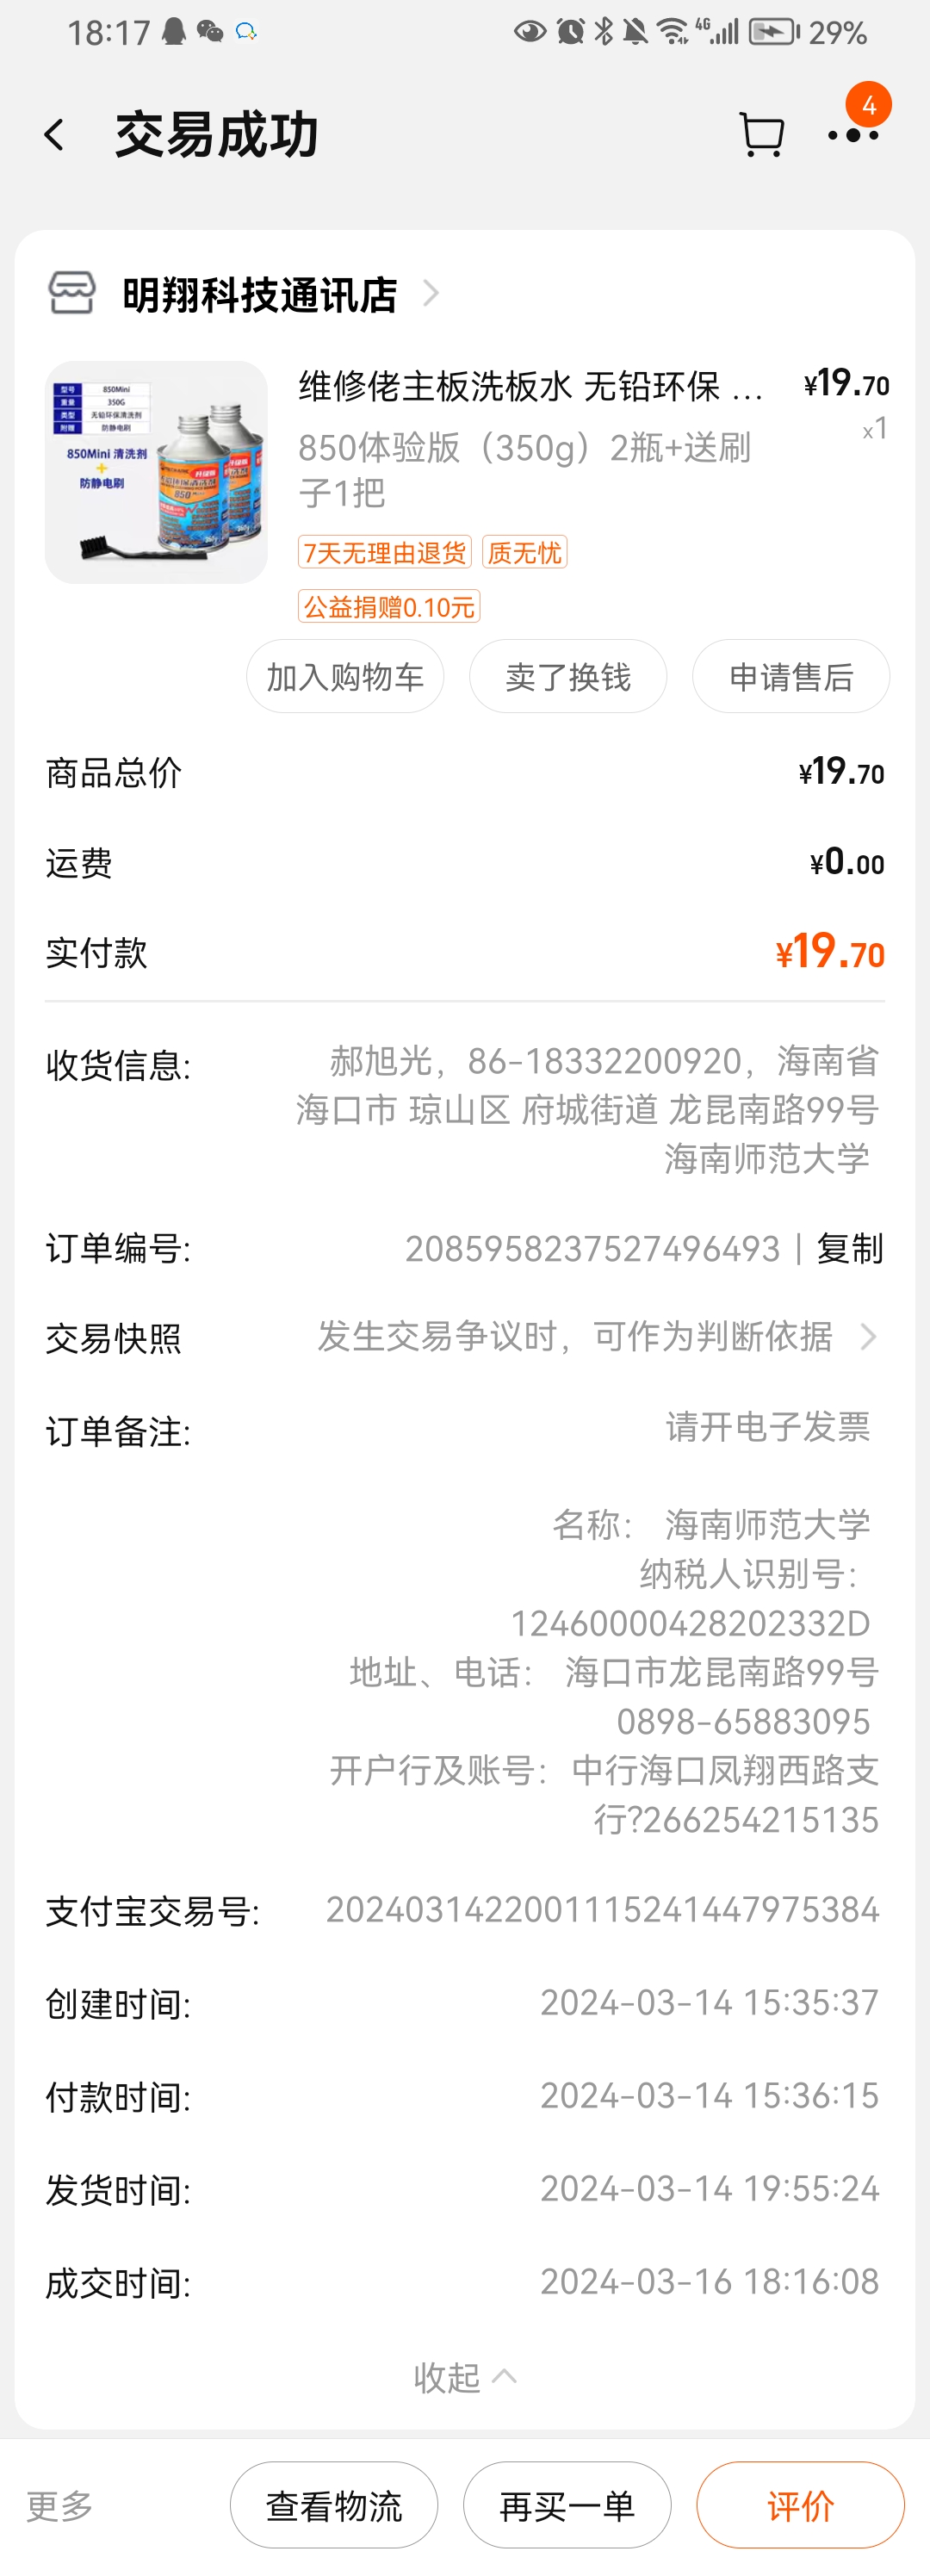 18:17 4G 29%
交易成功
4
明翔科技通讯店
型号 850Mini
重量 350G
类型 无铅环保清洗剂
附赠 防静电刷
850Mini 清洗剂
+
防静电刷
850
维修佬主板洗板水 无铅环保 ... ¥19.70
850体验版（350g）2瓶+送刷 x1
子1把
7天无理由退货 质无忧
公益捐赠0.10元
加入购物车 卖了换钱 申请售后
商品总价 ¥19.70
运费 ¥0.00
实付款 ¥19.70
收货信息: 郝旭光，86-18332200920，海南省
海口市 琼山区 府城街道 龙昆南路99号
海南师范大学
订单编号: 2085958237527496493 | 复制
交易快照 发生交易争议时，可作为判断依据
订单备注: 请开电子发票
名称： 海南师范大学
纳税人识别号：
12460000428202332D
地址、电话： 海口市龙昆南路99号
0898-65883095
开户行及账号：中行海口凤翔西路支
行?266254215135
支付宝交易号: 2024031422001115241447975384
创建时间: 2024-03-14 15:35:37
付款时间: 2024-03-14 15:36:15
发货时间: 2024-03-14 19:55:24
成交时间: 2024-03-16 18:16:08
收起
更多 查看物流 再买一单 评价